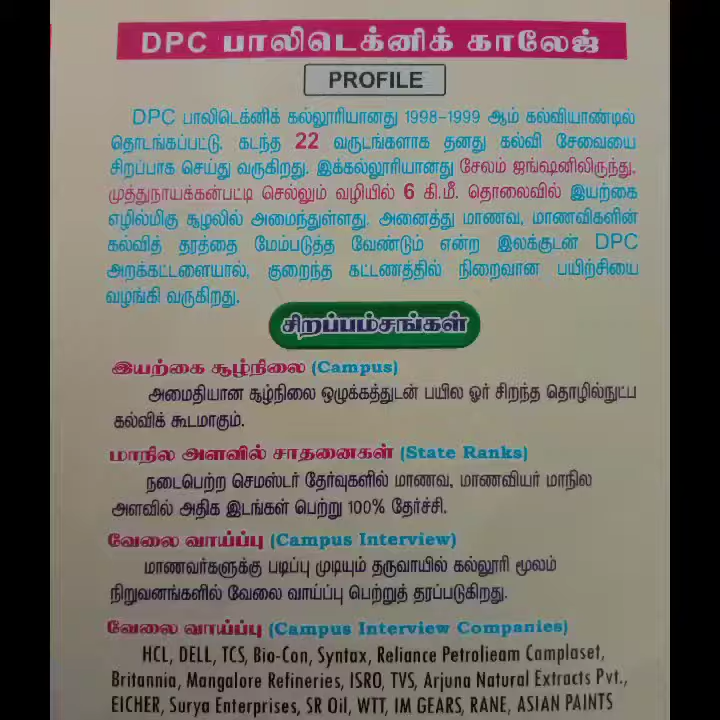 DPC பாலிடெக்னிக் காலேஜ்
PROFILE
DPC பாலிடெக்னிக் கல்லூரியானது 1998-1999 ஆம் கல்வியாண்டில்
தொடங்கப்பட்டு. கடந்த 22 வருடங்களாக தனது கல்வி சேவையை
சிறப்பாக செய்து வருகிறது. இக்கல்லூரியானது சேலம் ஜங்ஷனிலிருந்து,
முத்துநாயக்கன்பட்டி செல்லும் வழியில் 6 கி.மீ. தொலைவில் இயற்கை
எழில்மிகு சூழலில் அமைந்துள்ளது. அனைத்து மாணவ, மாணவிகளின்
கல்வித் தரத்தை மேம்படுத்த வேண்டும் என்ற இலக்குடன் DPC
அறக்கட்டளையால், குறைந்த கட்டணத்தில் நிறைவான பயிற்சியை
வழங்கி வருகிறது.
சிறப்பம்சங்கள்
இயற்கை சூழ்நிலை (Campus)
அமைதியான சூழ்நிலை ஒழுக்கத்துடன் பயில ஓர் சிறந்த தொழில்நுட்ப
கல்விக் கூடமாகும்.
மாநில அளவில் சாதனைகள் (State Ranks)
நடைபெற்ற செமஸ்டர் தேர்வுகளில் மாணவ, மாணவியர் மாநில
அளவில் அதிக இடங்கள் பெற்று 100% தேர்ச்சி.
வேலை வாய்ப்பு (Campus Interview)
மாணவர்களுக்கு படிப்பு முடியும் தருவாயில் கல்லூரி மூலம்
நிறுவனங்களில் வேலை வாய்ப்பு பெற்றுத் தரப்படுகிறது.
வேலை வாய்ப்பு (Campus Interview Companies)
HCL, DELL, TCS, Bio-Con, Syntax, Reliance Petrolieam Camplaset,
Britannia, Mangalore Refineries, ISRO, TVS, Arjuna Natural Extracts Pvt.,
EICHER, Surya Enterprises, SR Oil, WTT, IM GEARS, RANE, ASIAN PAINTS